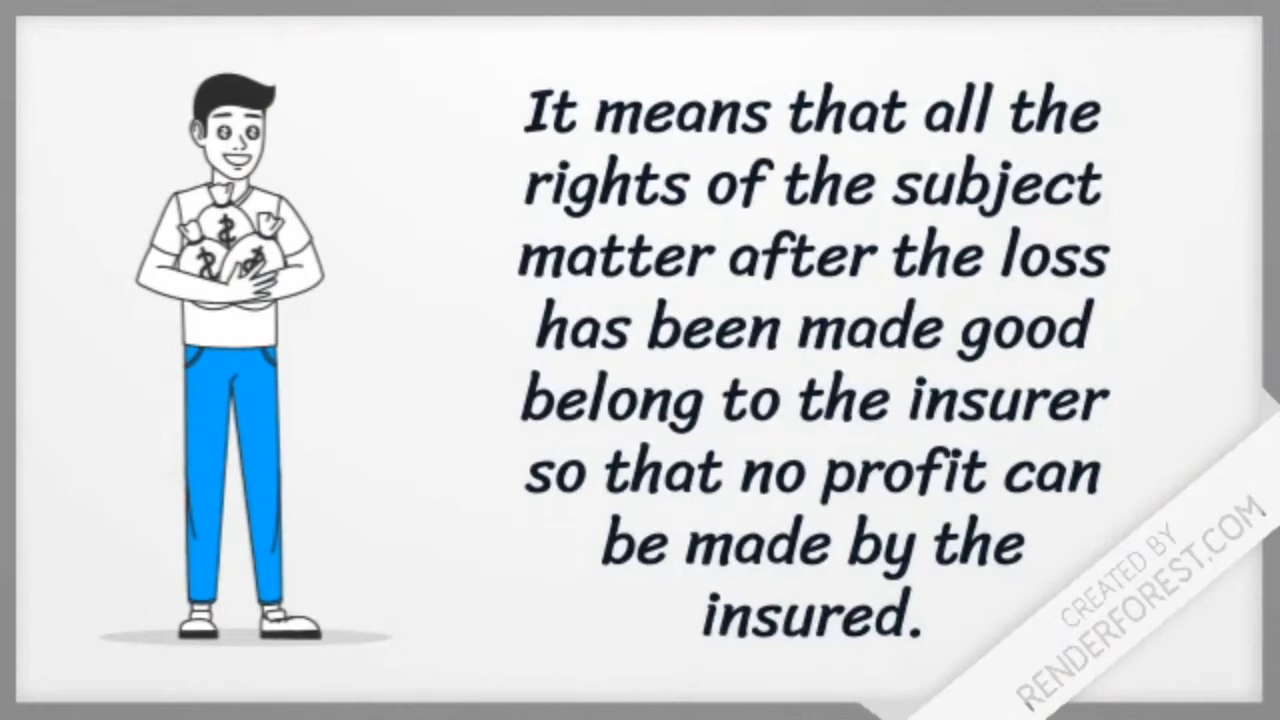 It means that all the
rights of the subject
matter after the loss
has been made good
belong to the insurer
so that no profit can
be made by the
insured.
CREATED BY
RENDERFOREST.COM